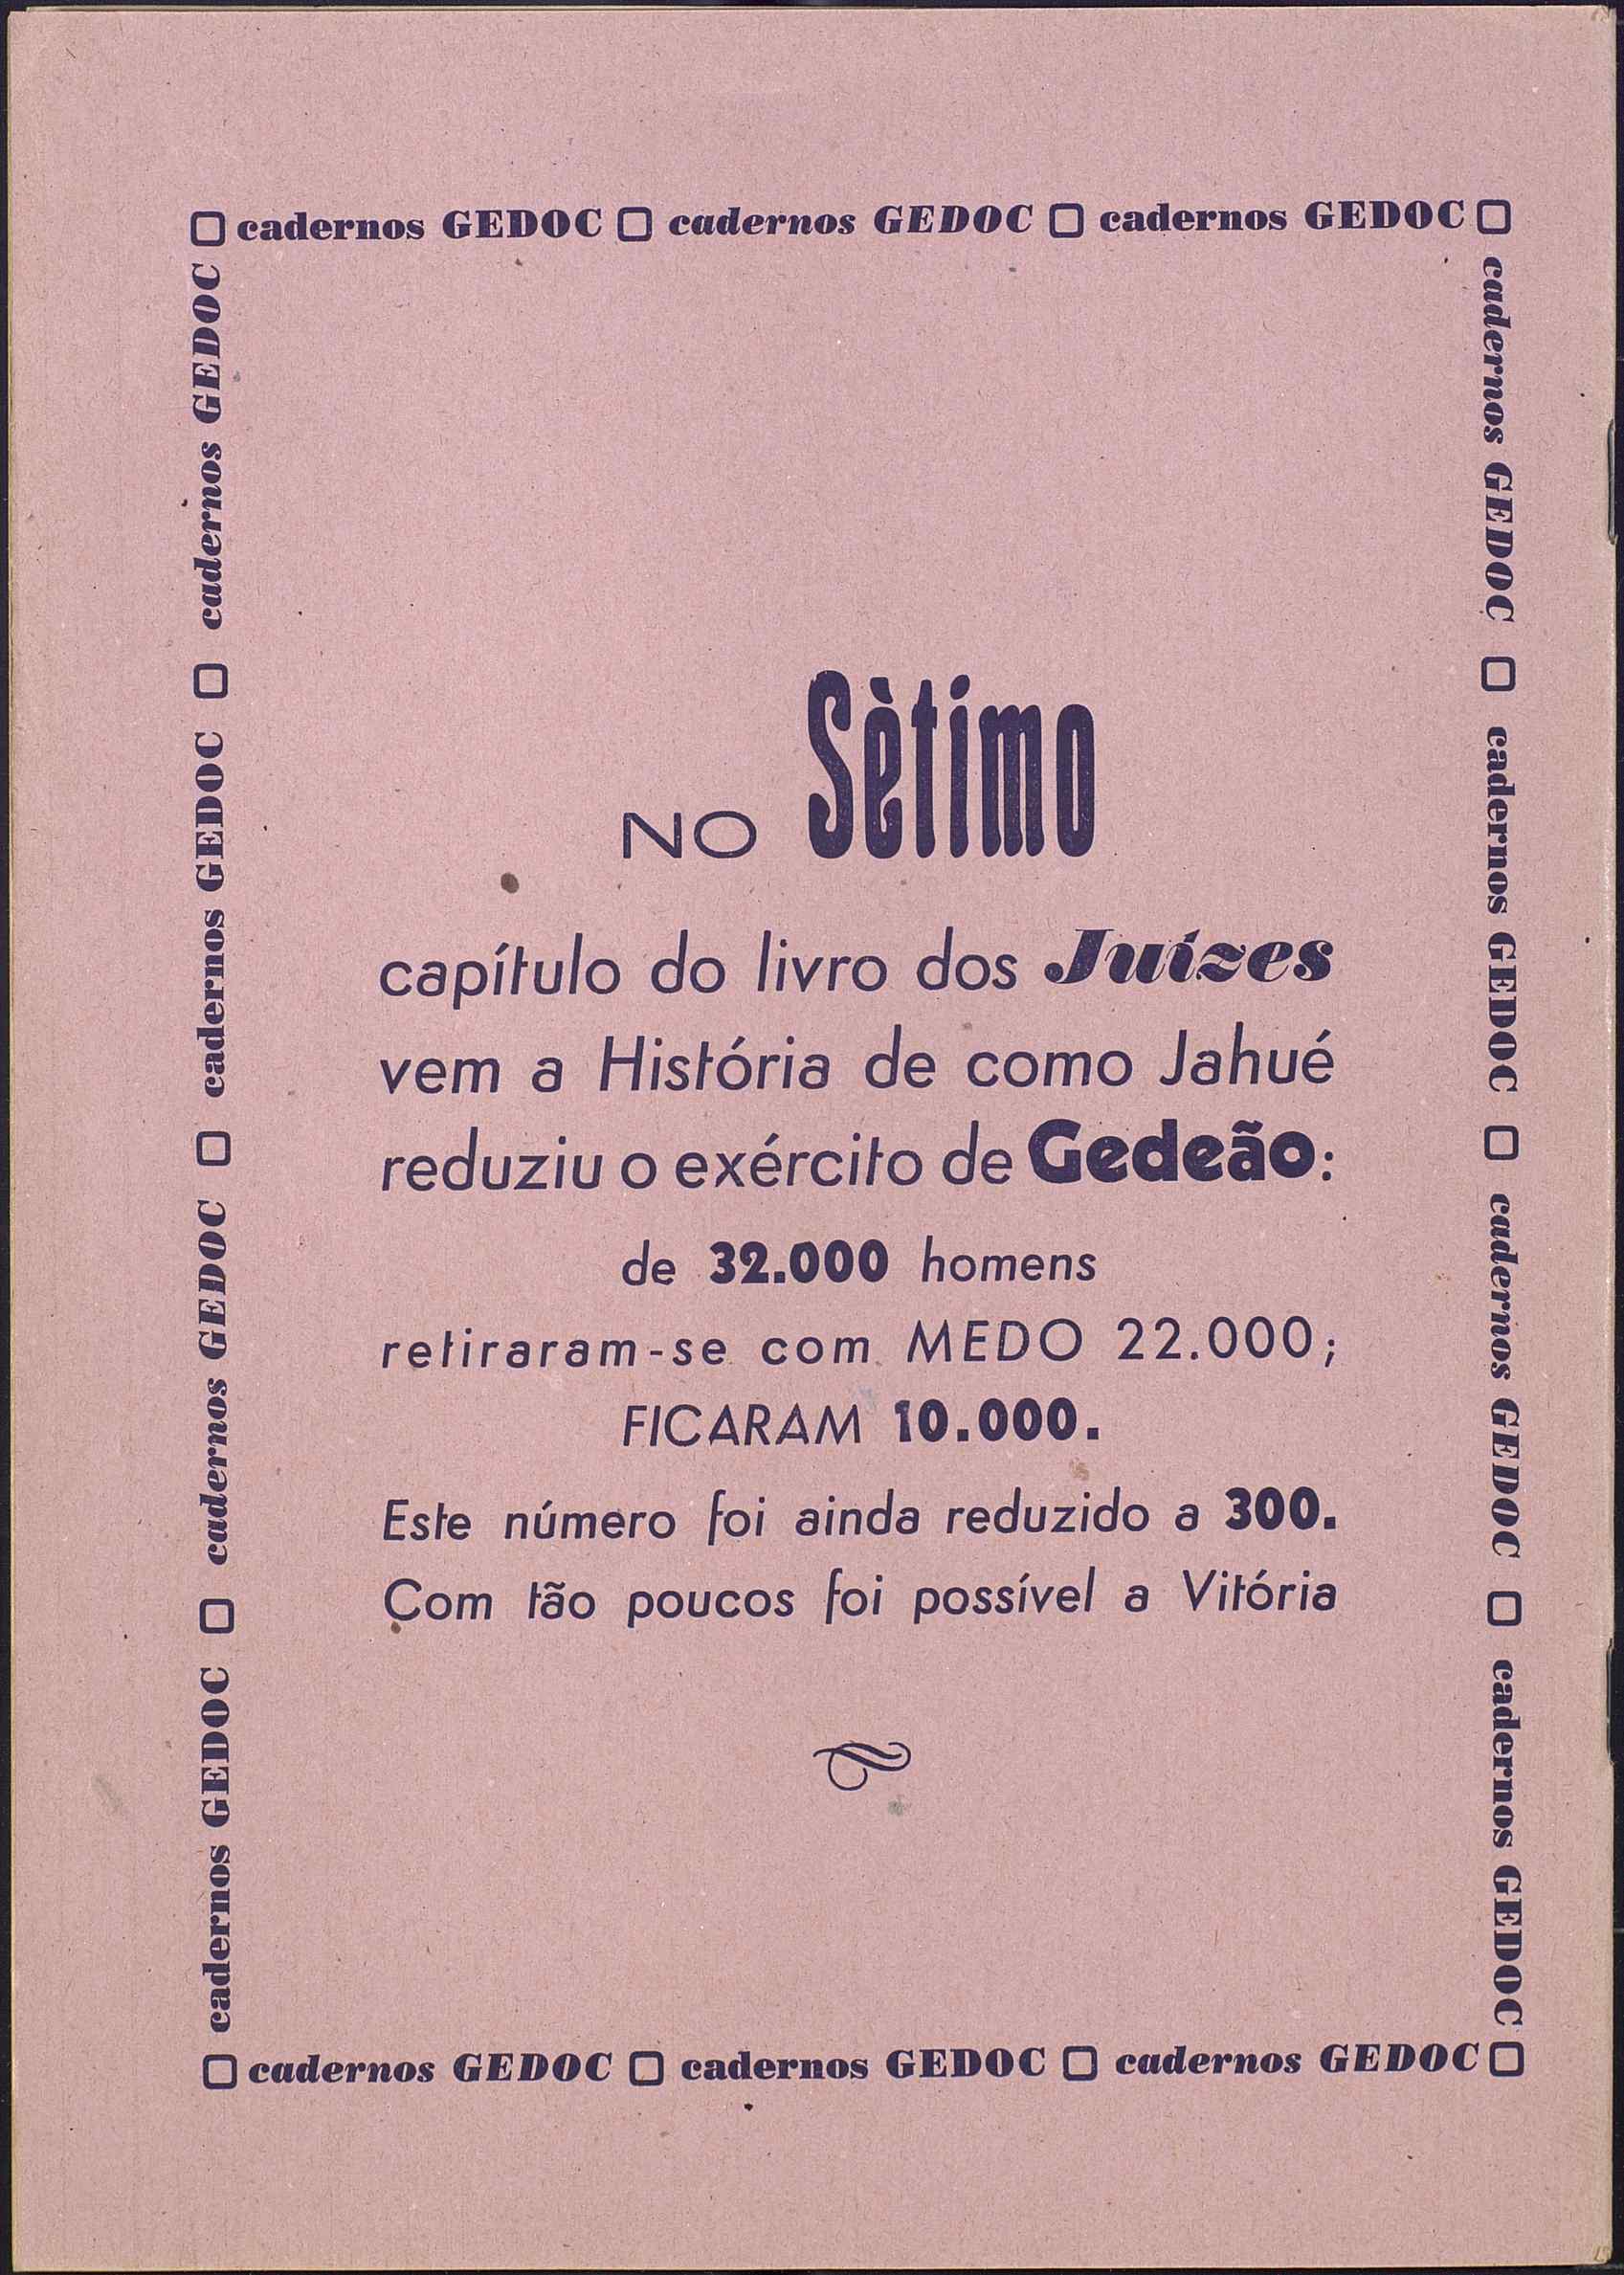 cadernos GEDOC cadernos GEDOC cadernos GEDOC
cadernos GEDOC cadernos GEDOC cadernos GEDOC cadernos GEDOC
cadernos GEDOC cadernos GEDOC cadernos GEDOC cadernos GEDOC
NO Sètimo
capítulo do livro dos Juízes
vem a História de como Jahué
reduziu o exército de Gedeão:
de 32.000 homens
retiraram-se com MEDO 22.000;
FICARAM 10.000.
Este número foi ainda reduzido a 300.
Com tão poucos foi possível a Vitória
cadernos GEDOC cadernos GEDOC cadernos GEDOC